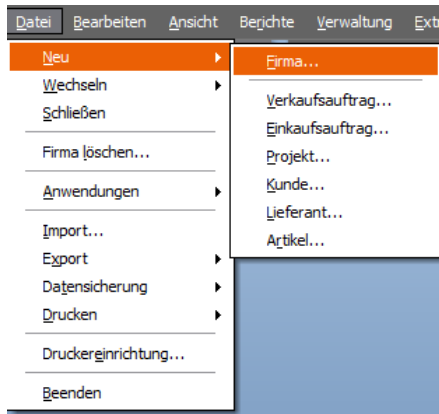 Datei Bearbeiten Ansicht Berichte Verwaltung
Neu
Wechseln
Schließen
Firma löschen...
Anwendungen
Import...
Export
Datensicherung
Drucken
Druckereinrichtung...
Beenden
Firma...
Verkaufsauftrag...
Einkaufsauftrag...
Projekt...
Kunde...
Lieferant...
Artikel...